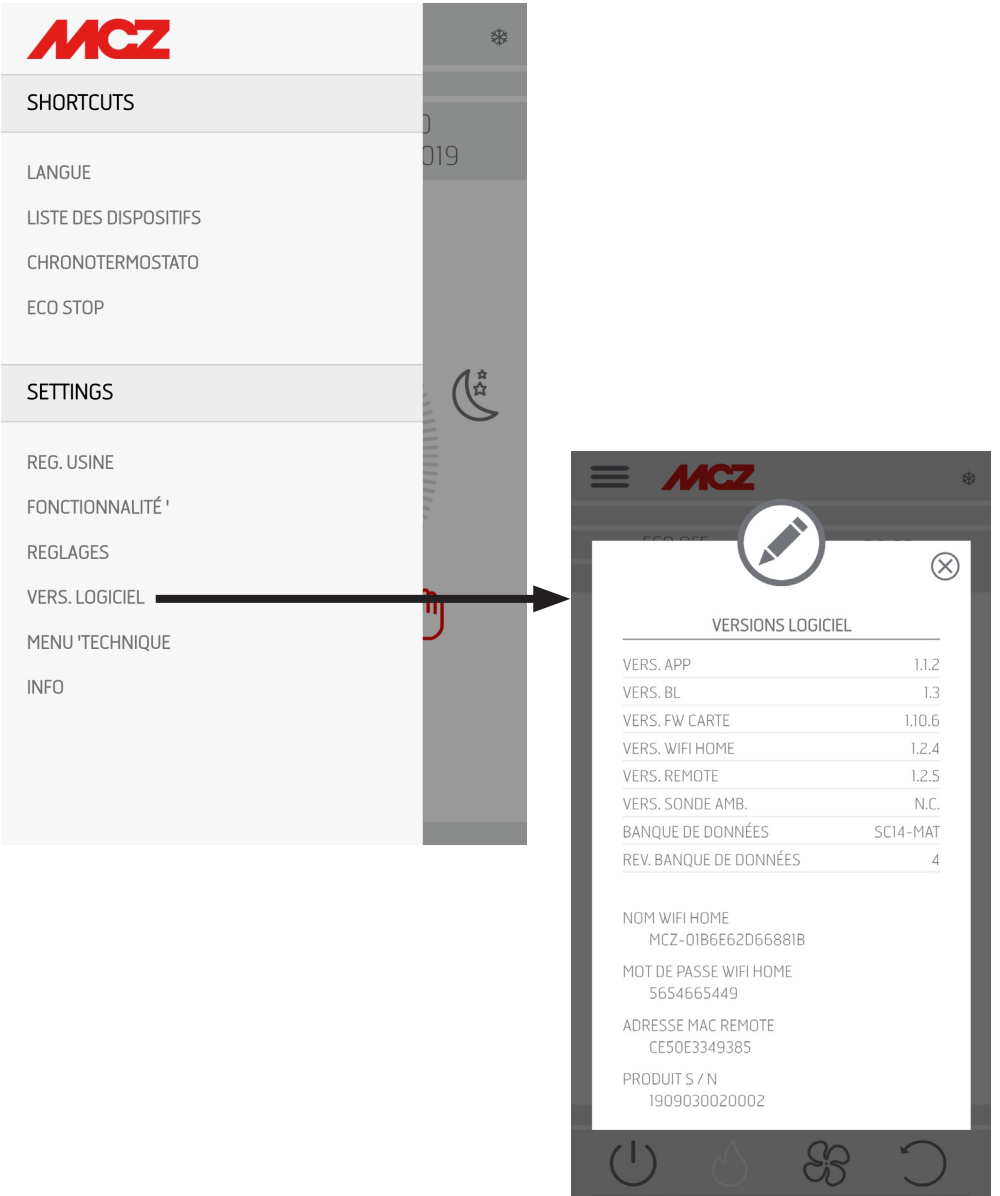 MCZ
SHORTCUTS
019
LANGUE
LISTE DES DISPOSITIFS
CHRONOTERMOSTATO
ECO STOP
SETTINGS
REG. USINE
FONCTIONNALITÉ '
REGLAGES
VERS. LOGICIEL
MENU 'TECHNIQUE
INFO
MCZ
VERSIONS LOGICIEL
VERS. APP 1.1.2
VERS. BL 1.3
VERS. FW CARTE 1.10.6
VERS. WIFI HOME 1.2.4
VERS. REMOTE 1.2.5
VERS. SONDE AMB. N.C.
BANQUE DE DONNÉES SC14-MAT
REV. BANQUE DE DONNÉES 4
NOM WIFI HOME
MCZ-01B6E62D66881B
MOT DE PASSE WIFI HOME
5654665449
ADRESSE MAC REMOTE
CE50E3349385
PRODUIT S / N
1909030020002